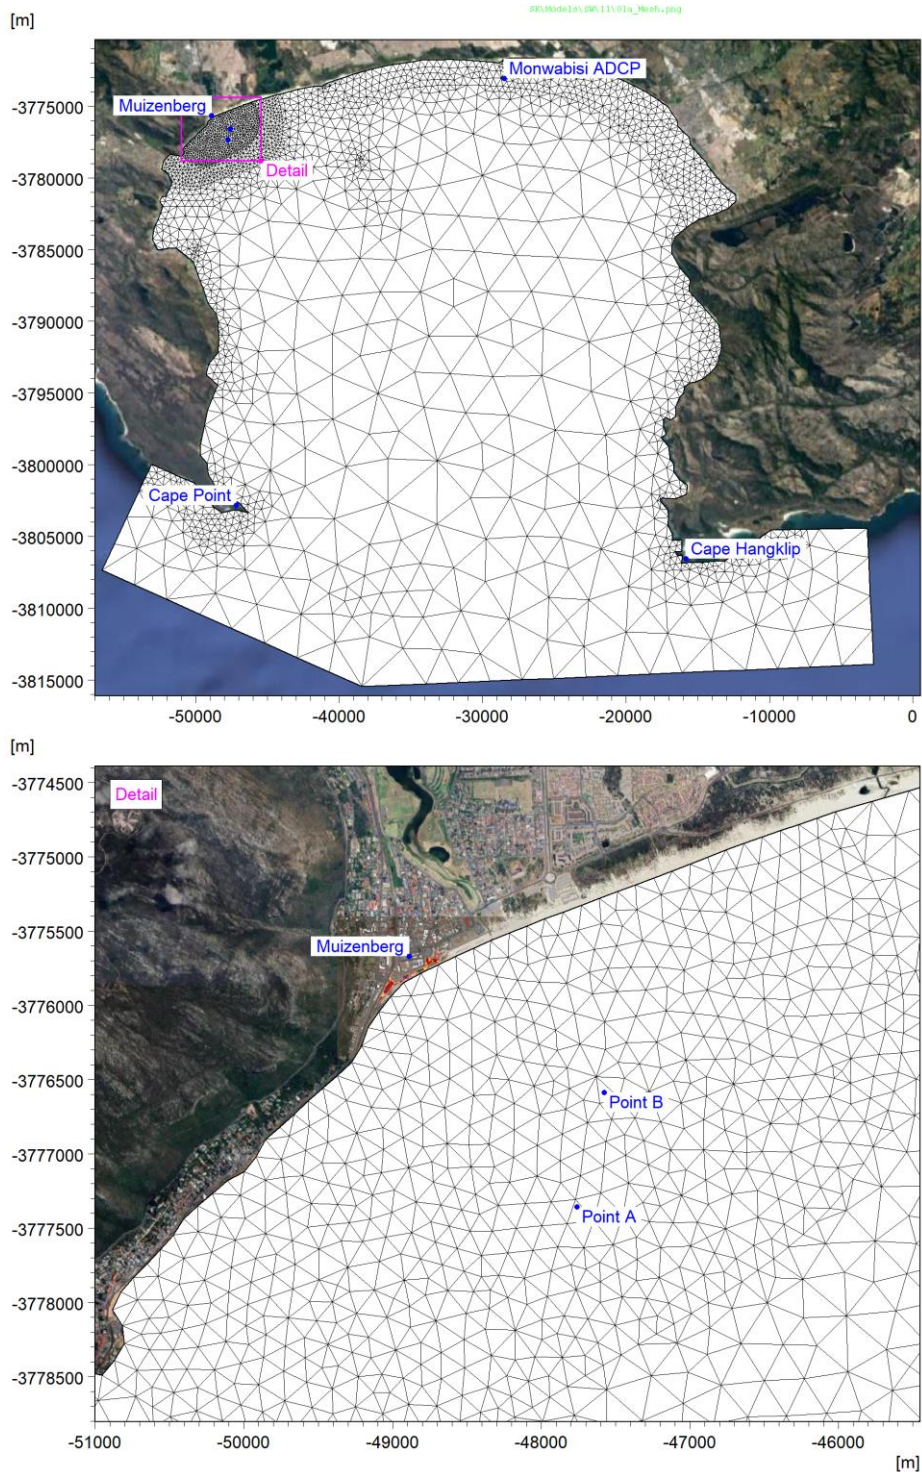 SK\Models\SW\11\01a_Mesh.png
[m]
Monwabisi ADCP
-3775000
Muizenberg
Detail
-3780000
-3785000
-3790000
-3795000
-3800000
Cape Point
-3805000
Cape Hangklip
-3810000
-3815000
-50000 -40000 -30000 -20000 -10000 0
[m]
-3774500
Detail
-3775000
-3775500
Muizenberg
-3776000
-3776500
Point B
-3777000
Point A
-3777500
-3778000
-3778500
-51000 -50000 -49000 -48000 -47000 -46000
[m]